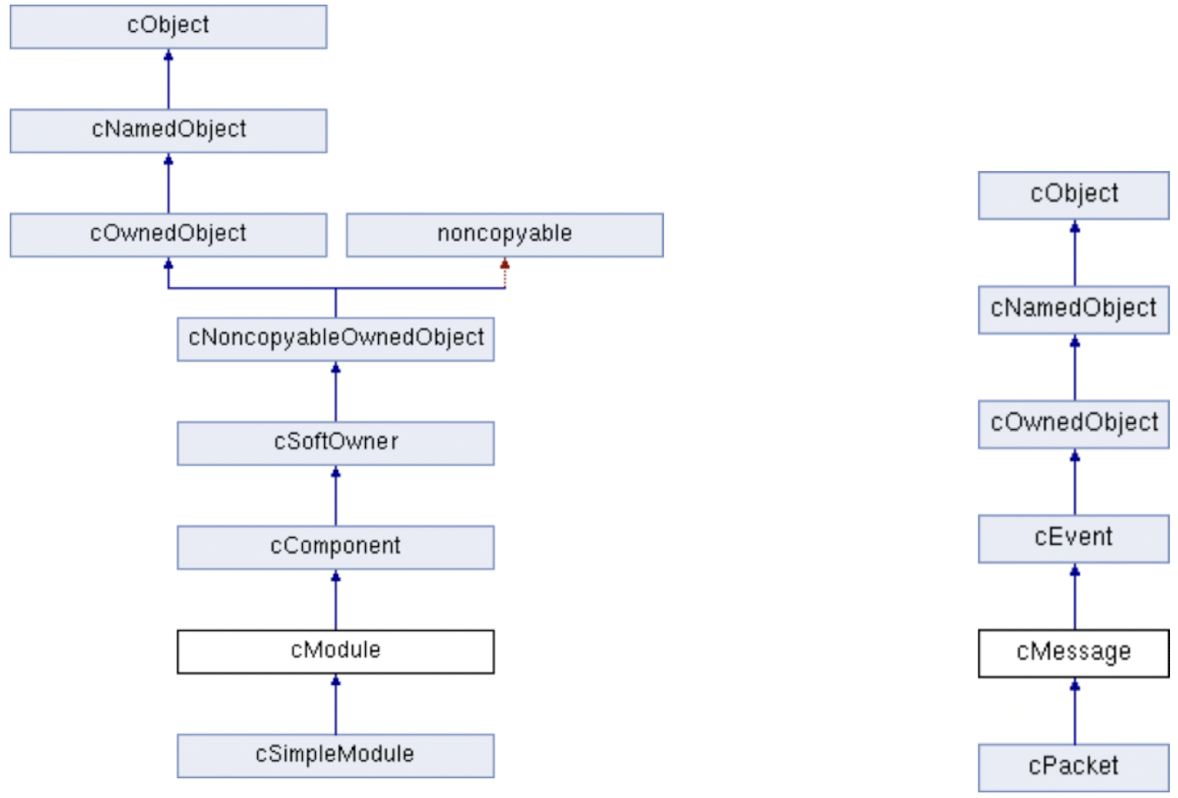 cObject
cNamedObject
cOwnedObject
noncopyable
cNoncopyableOwnedObject
cSoftOwner
cComponent
cModule
cSimpleModule
cObject
cNamedObject
cOwnedObject
cEvent
cMessage
cPacket